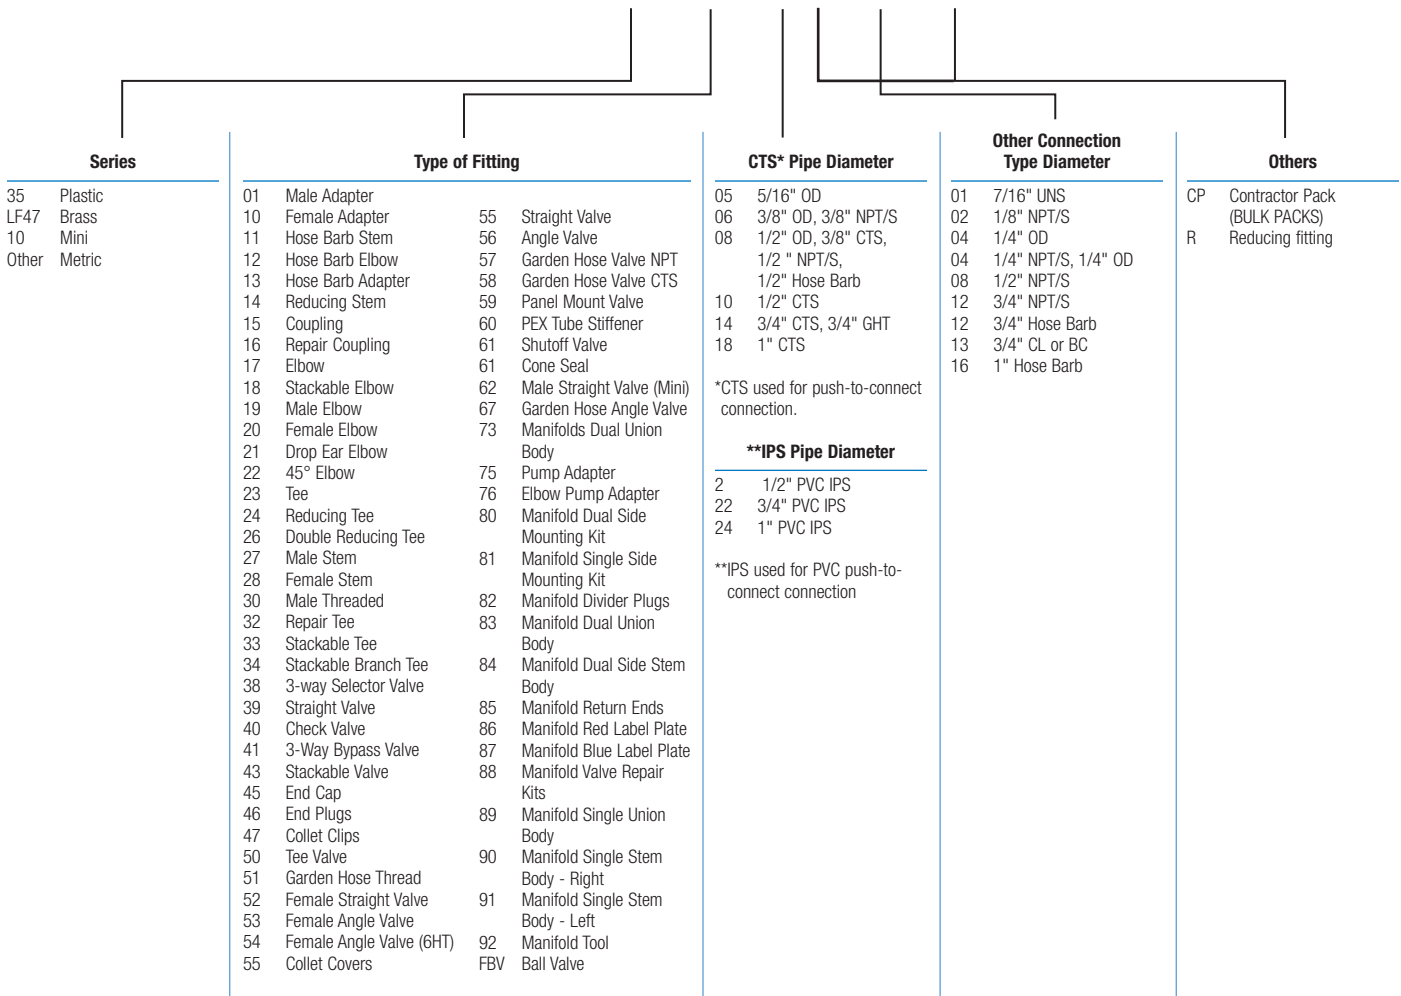 Series
35 Plastic
LF47 Brass
10 Mini
Other Metric
Type of Fitting
01 Male Adapter
10 Female Adapter
11 Hose Barb Stem
12 Hose Barb Elbow
13 Hose Barb Adapter
14 Reducing Stem
15 Coupling
16 Repair Coupling
17 Elbow
18 Stackable Elbow
19 Male Elbow
20 Female Elbow
21 Drop Ear Elbow
22 45° Elbow
23 Tee
24 Reducing Tee
26 Double Reducing Tee
27 Male Stem
28 Female Stem
30 Male Threaded
32 Repair Tee
33 Stackable Tee
34 Stackable Branch Tee
38 3-way Selector Valve
39 Straight Valve
40 Check Valve
41 3-Way Bypass Valve
43 Stackable Valve
45 End Cap
46 End Plugs
47 Collet Clips
50 Tee Valve
51 Garden Hose Thread
52 Female Straight Valve
53 Female Angle Valve
54 Female Angle Valve (6HT)
55 Collet Covers
55 Straight Valve
56 Angle Valve
57 Garden Hose Valve NPT
58 Garden Hose Valve CTS
59 Panel Mount Valve
60 PEX Tube Stiffener
61 Shutoff Valve
61 Cone Seal
62 Male Straight Valve (Mini)
67 Garden Hose Angle Valve
73 Manifolds Dual Union
Body
75 Pump Adapter
76 Elbow Pump Adapter
80 Manifold Dual Side
Mounting Kit
81 Manifold Single Side
Mounting Kit
82 Manifold Divider Plugs
83 Manifold Dual Union
Body
84 Manifold Dual Side Stem
Body
85 Manifold Return Ends
86 Manifold Red Label Plate
87 Manifold Blue Label Plate
88 Manifold Valve Repair
Kits
89 Manifold Single Union
Body
90 Manifold Single Stem
Body - Right
91 Manifold Single Stem
Body - Left
92 Manifold Tool
FBV Ball Valve
CTS* Pipe Diameter
05 5/16" OD
06 3/8" OD, 3/8" NPT/S
08 1/2" OD, 3/8" CTS,
1/2 " NPT/S,
1/2" Hose Barb
10 1/2" CTS
14 3/4" CTS, 3/4" GHT
18 1" CTS
*CTS used for push-to-connect
connection.
**IPS Pipe Diameter
2 1/2" PVC IPS
22 3/4" PVC IPS
24 1" PVC IPS
**IPS used for PVC push-to-
connect connection
Other Connection
Type Diameter
01 7/16" UNS
02 1/8" NPT/S
04 1/4" OD
04 1/4" NPT/S, 1/4" OD
08 1/2" NPT/S
12 3/4" NPT/S
12 3/4" Hose Barb
13 3/4" CL or BC
16 1" Hose Barb
Others
CP Contractor Pack
(BULK PACKS)
R Reducing fitting